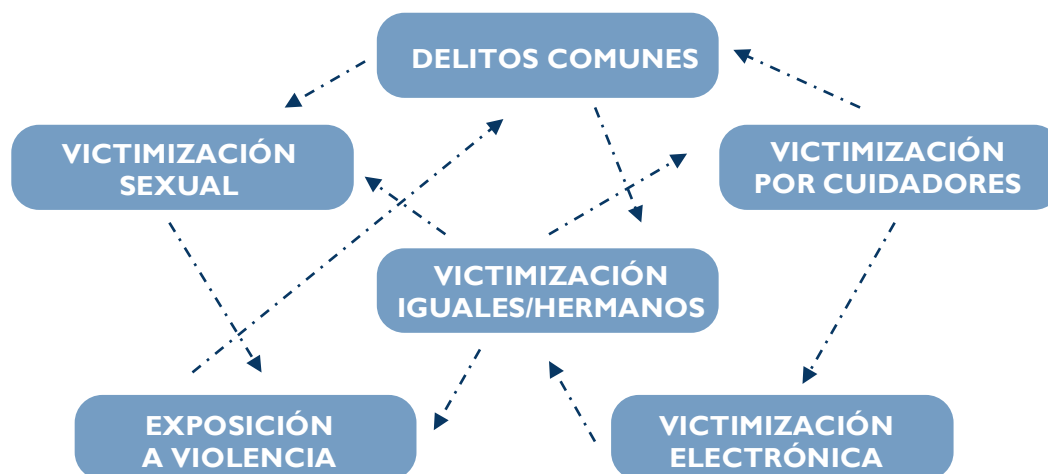 DELITOS COMUNES
VICTIMIZACIÓN
SEXUAL
VICTIMIZACIÓN
POR CUIDADORES
VICTIMIZACIÓN
IGUALES/HERMANOS
EXPOSICIÓN
A VIOLENCIA
VICTIMIZACIÓN
ELECTRÓNICA